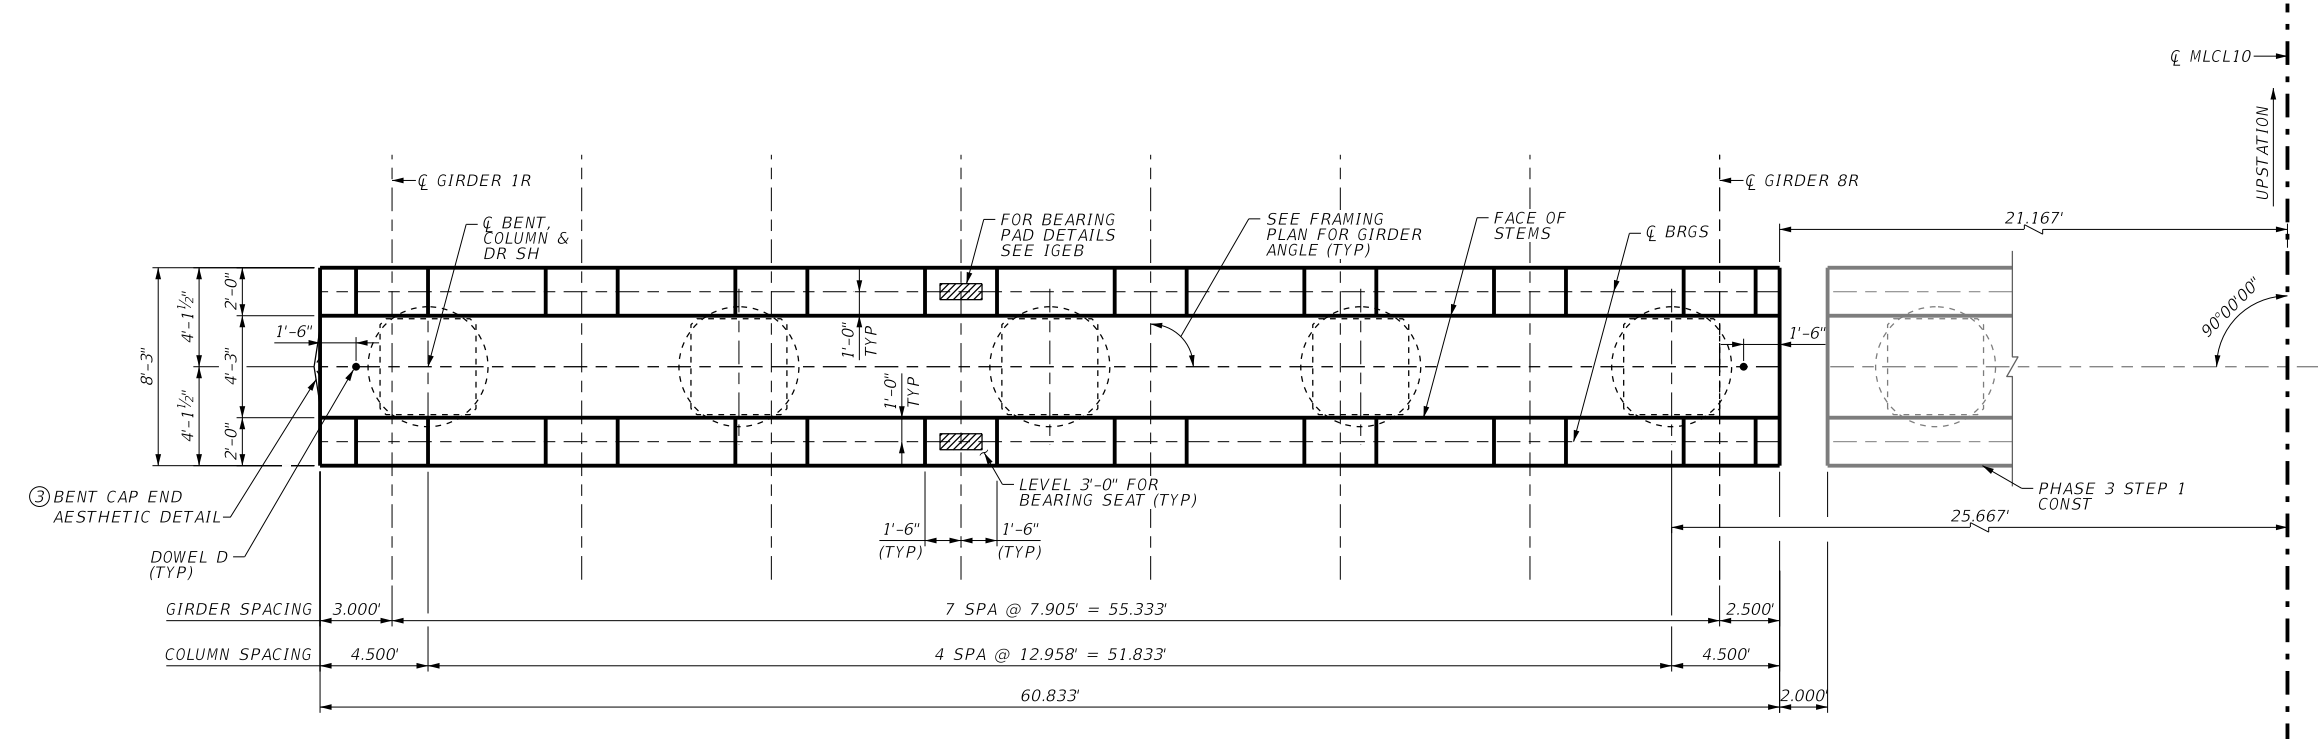 ℄ MLCL10
UPSTATION
℄ GIRDER 1R
℄ GIRDER 8R
℄ BENT,
COLUMN &
DR SH
FOR BEARING
PAD DETAILS
SEE IGEB
SEE FRAMING
PLAN FOR GIRDER
ANGLE (TYP)
FACE OF
STEMS
℄ BRGS
21.167'
90°00'00"
8'-3"
4'-1½"
4'-1½"
2'-0"
4'-3"
2'-0"
1'-6"
1'-0"
TYP
1'-0"
TYP
1'-6"
3 BENT CAP END
AESTHETIC DETAIL
DOWEL D
(TYP)
LEVEL 3'-0" FOR
BEARING SEAT (TYP)
1'-6"
(TYP)
1'-6"
(TYP)
PHASE 3 STEP 1
CONST
25.667'
GIRDER SPACING
3.000'
7 SPA @ 7.905' = 55.333'
2.500'
COLUMN SPACING
4.500'
4 SPA @ 12.958' = 51.833'
4.500'
60.833'
2.000'